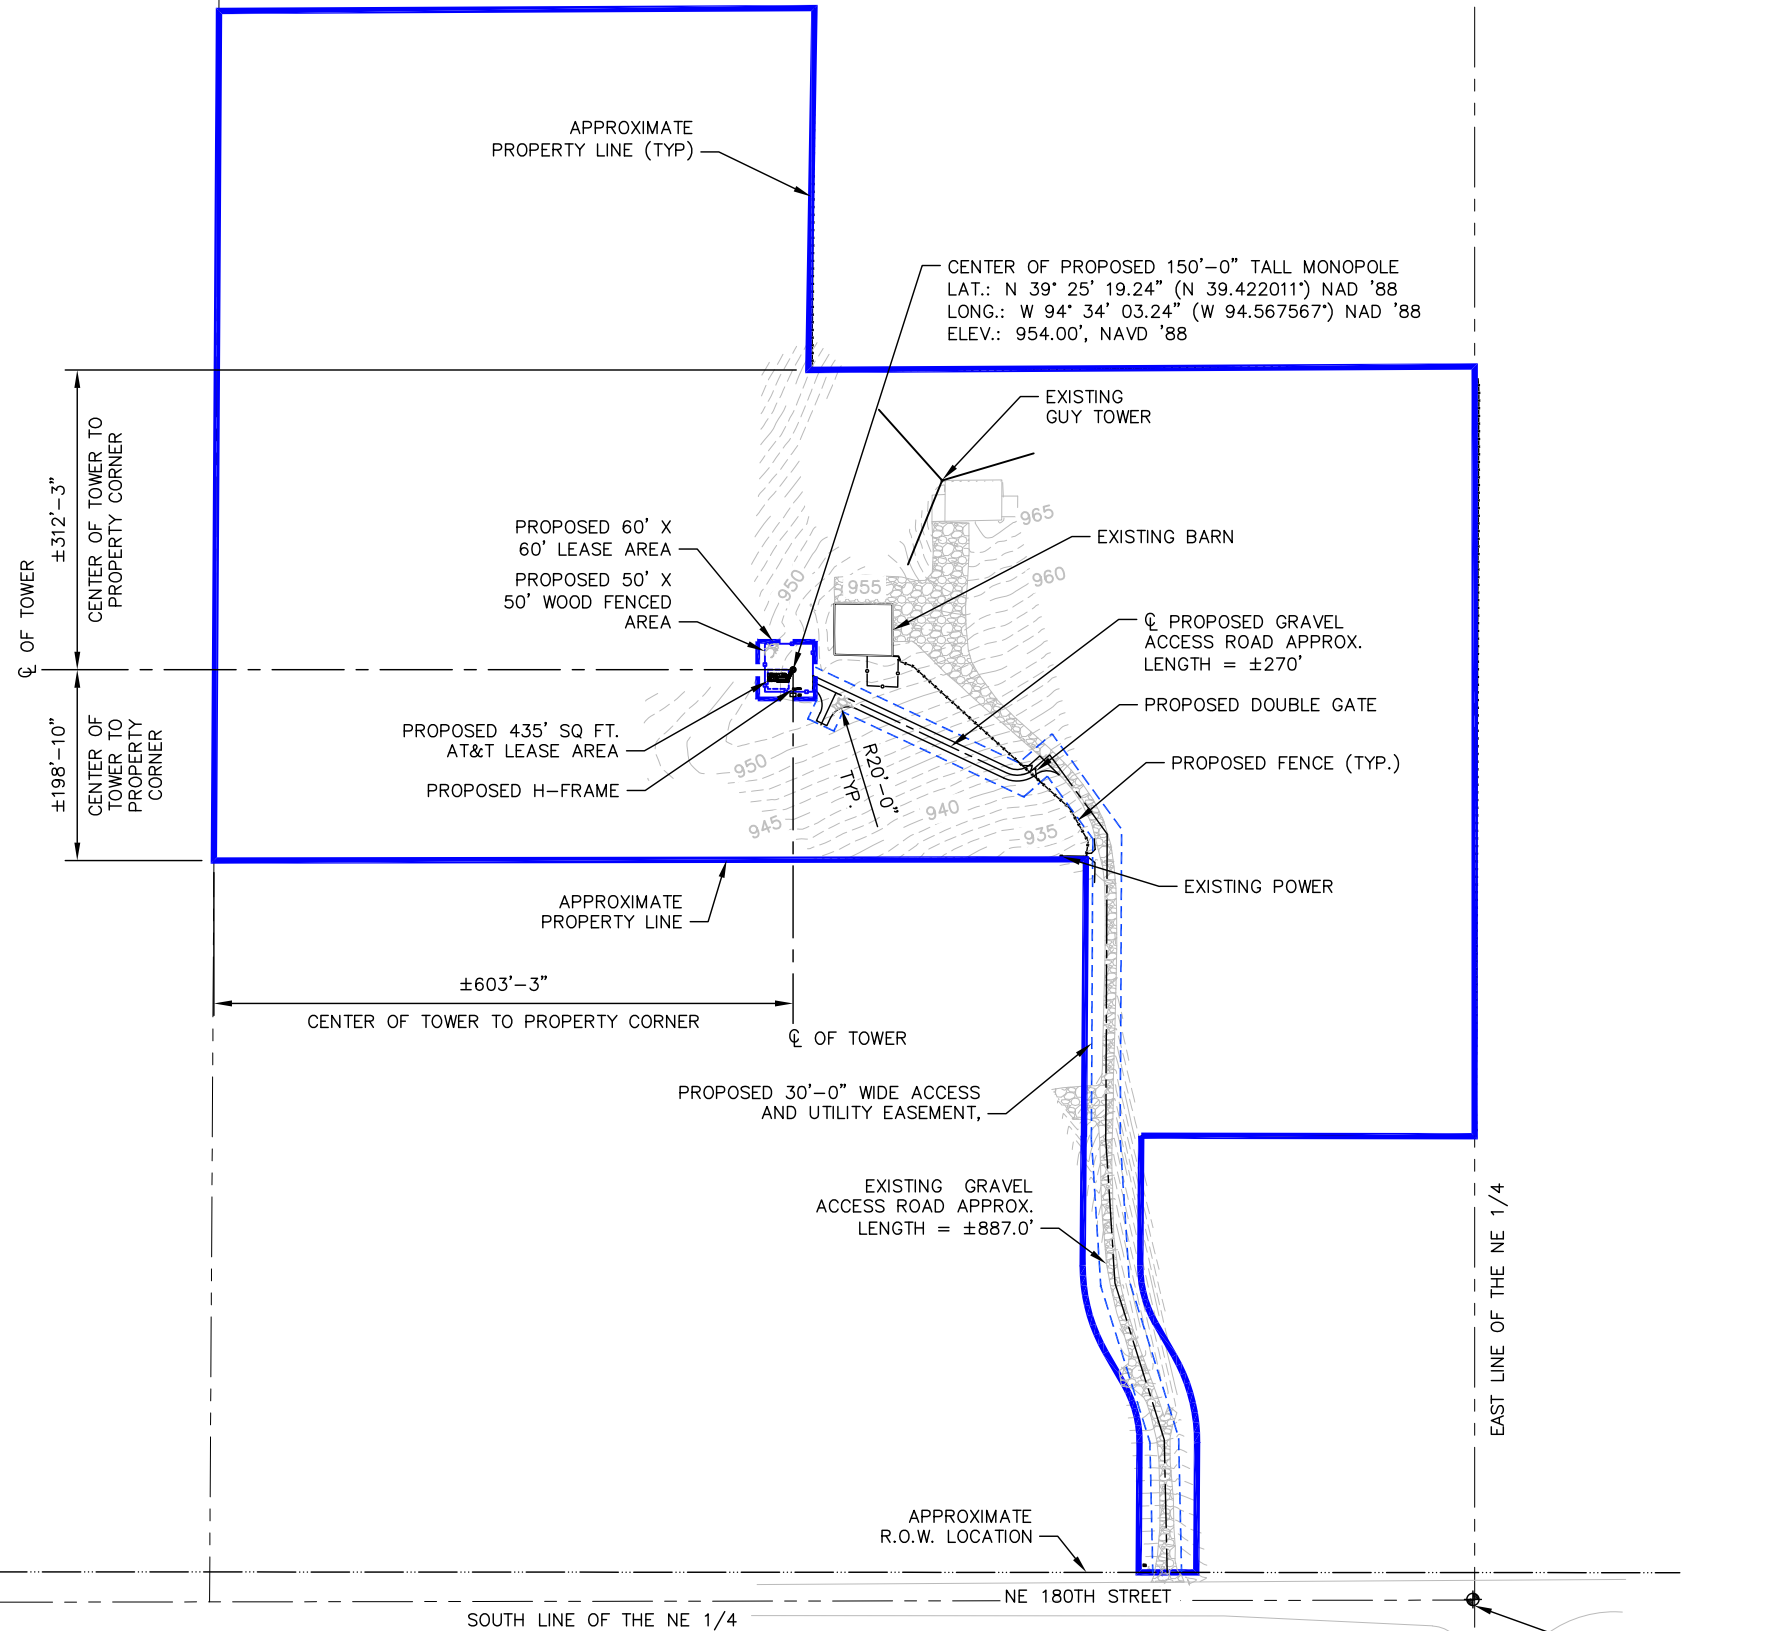 APPROXIMATE
PROPERTY LINE (TYP)
CENTER OF PROPOSED 150'-0" TALL MONOPOLE
LAT.: N 39° 25' 19.24" (N 39.422011°) NAD '88
LONG.: W 94° 34' 03.24" (W 94.567567°) NAD '88
ELEV.: 954.00', NAVD '88
EXISTING
GUY TOWER
±312'-3"
CENTER OF TOWER TO
PROPERTY CORNER
965
PROPOSED 60' X
60' LEASE AREA
EXISTING BARN
960
950
955
PROPOSED 50' X
50' WOOD FENCED
AREA
℄ OF TOWER
℄ PROPOSED GRAVEL
ACCESS ROAD APPROX.
LENGTH = ±270'
PROPOSED DOUBLE GATE
PROPOSED 435' SQ FT.
AT&T LEASE AREA
±198'-10"
CENTER OF
TOWER TO
PROPERTY
CORNER
R20'-0"
TYP.
950
PROPOSED FENCE (TYP.)
PROPOSED H-FRAME
945
940
935
EXISTING POWER
APPROXIMATE
PROPERTY LINE
±603'-3"
CENTER OF TOWER TO PROPERTY CORNER
℄ OF TOWER
PROPOSED 30'-0" WIDE ACCESS
AND UTILITY EASEMENT,
EXISTING GRAVEL
ACCESS ROAD APPROX.
LENGTH = ±887.0'
EAST LINE OF THE NE 1/4
APPROXIMATE
R.O.W. LOCATION
NE 180TH STREET
SOUTH LINE OF THE NE 1/4